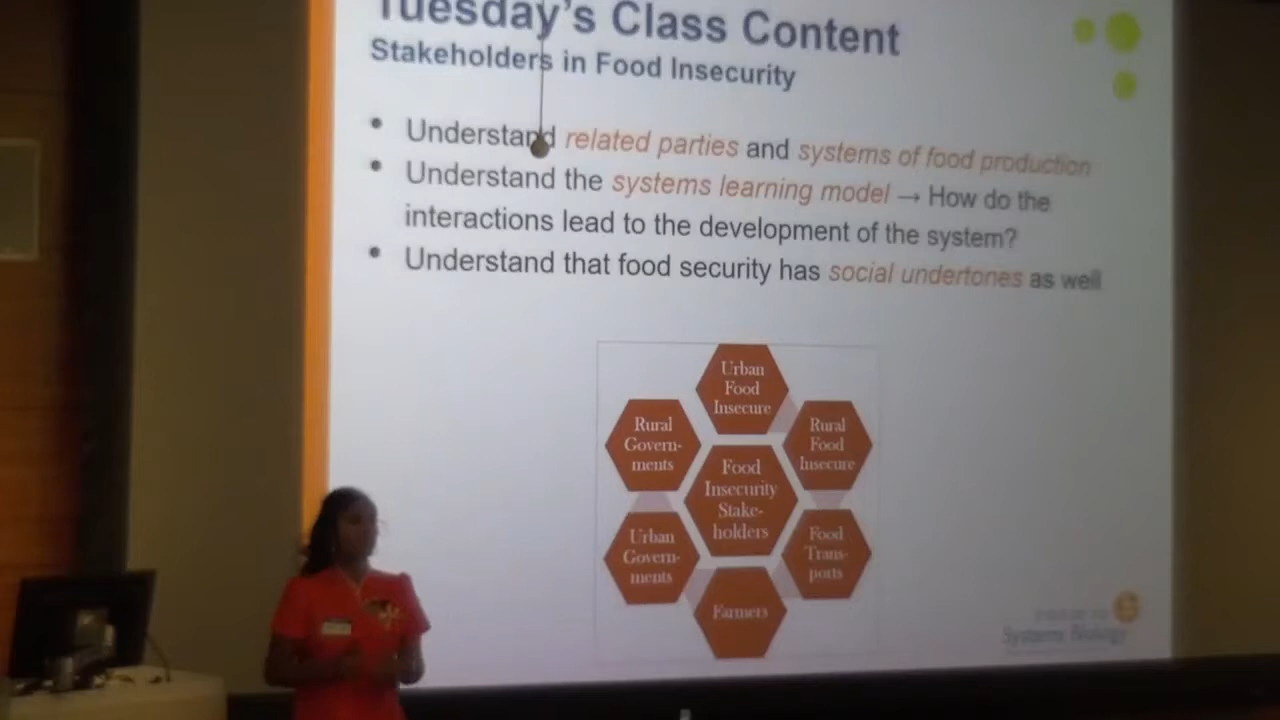 Tuesday's Class Content
Stakeholders in Food Insecurity
• Understand related parties and systems of food production
• Understand the systems learning model → How do the
interactions lead to the development of the system?
• Understand that food security has social undertones as well
Urban
Food
Insecure
Rural
Govern-
ments
Rural
Food
Insecure
Food
Insecurity
Stake-
holders
Urban
Govern-
ments
Food
Trans-
ports
Farmers
Systems Biology